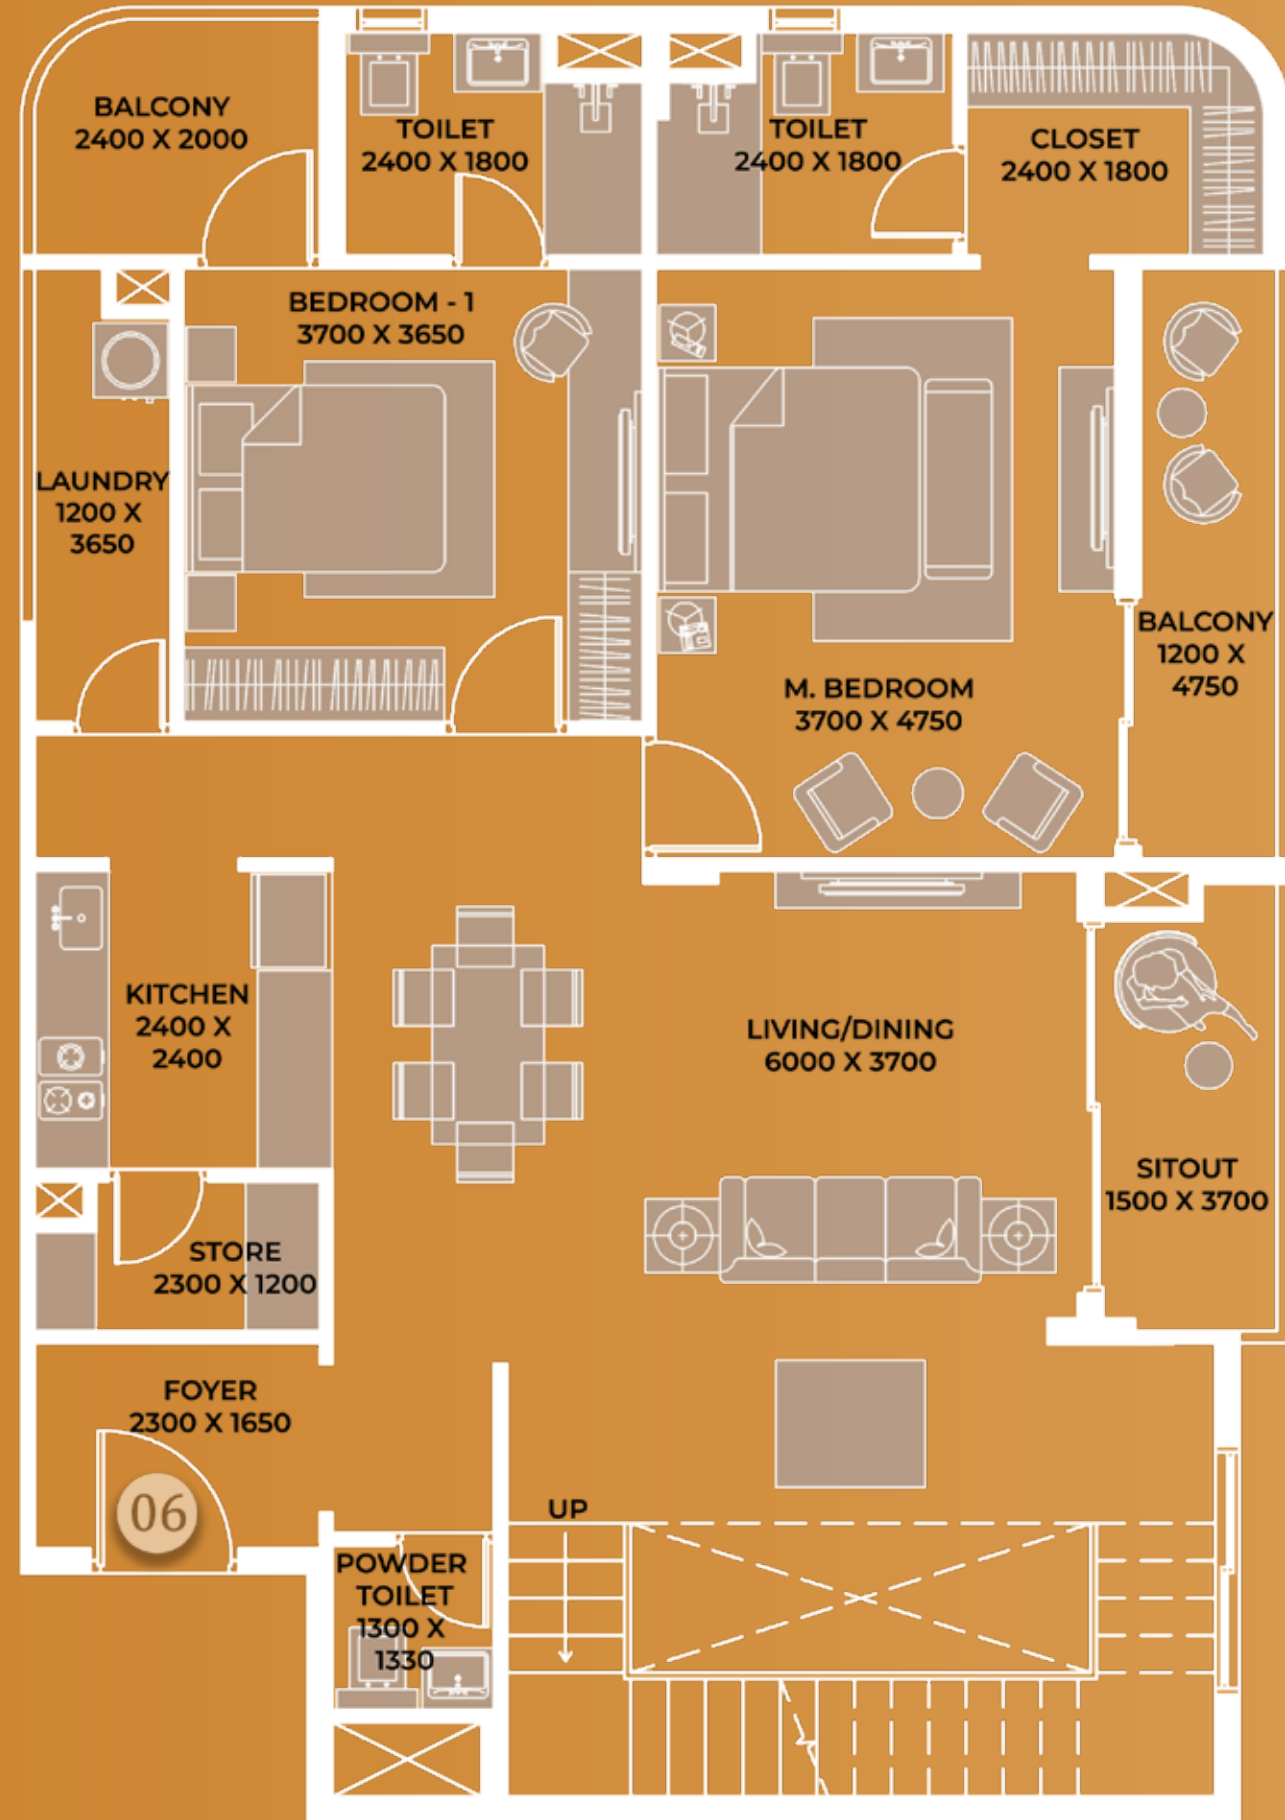 BALCONY
2400 X 2000
TOILET
2400 X 1800
TOILET
2400 X 1800
CLOSET
2400 X 1800
BEDROOM - 1
3700 X 3650
LAUNDRY
1200 X
3650
BALCONY
1200 X
4750
M. BEDROOM
3700 X 4750
KITCHEN
2400 X
2400
LIVING/DINING
6000 X 3700
SITOUT
1500 X 3700
STORE
2300 X 1200
FOYER
2300 X 1650
06
UP
POWDER
TOILET
1300 X
1330